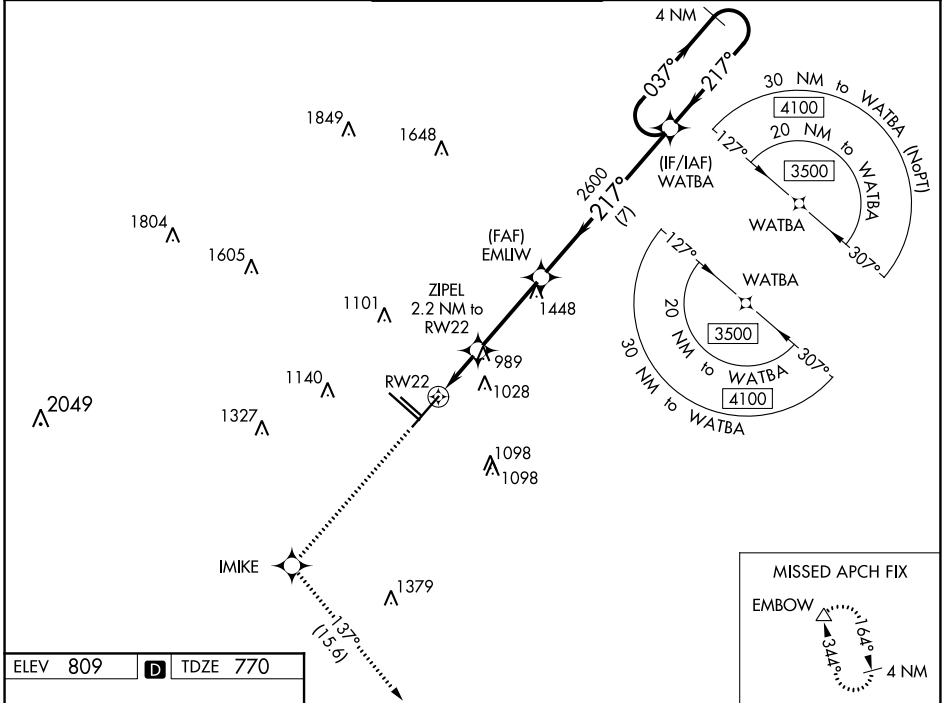 4 NM
037°
217°
30 NM to WATBA (NoPT)
4100
20 NM to WATBA
3500
127°
WATBA
307°
(IF/IAF)
WATBA
1849
1648
2600
217°
(7)
1804
1605
(FAF)
EMLIW
1448
127°
WATBA
3500
20 NM to WATBA
307°
4100
30 NM to WATBA
ZIPEL
2.2 NM to
RW22
1101
989
1028
1140
RW22
2049
1327
1098
1098
IMIKE
1379
137°
(15.6)
MISSED APCH FIX
EMBOW
164°
344°
4 NM
ELEV 809 D TDZE 770